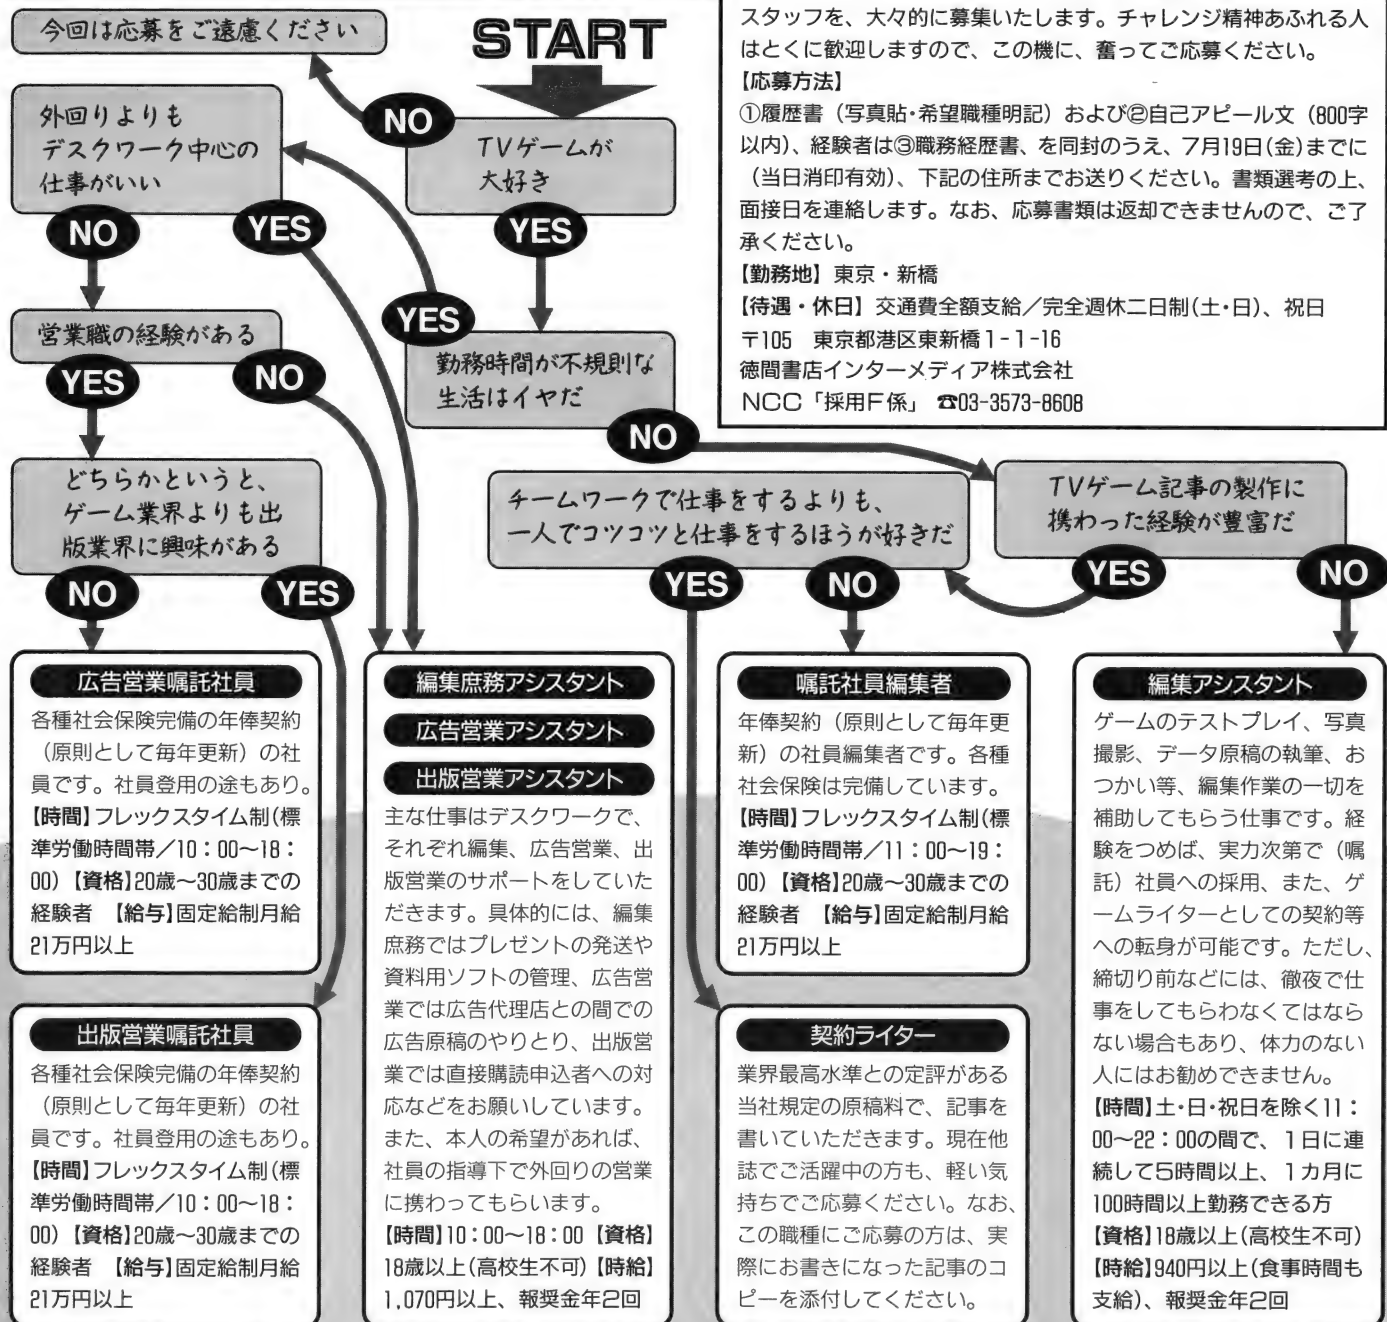 今回は応募をご遠慮ください
START
NO
TVゲームが
大好き
YES
外回りよりも
デスクワーク中心の
仕事がいい
NO
YES
勤務時間が不規則な
生活はイヤだ
YES
NO
営業職の経験がある
YES
NO
どちらかというと、
ゲーム業界よりも出
版業界に興味がある
NO
YES
チームワークで仕事をするよりも、
一人でコツコツと仕事をするほうが好きだ
YES
NO
TVゲーム記事の製作に
携わった経験が豊富だ
YES
NO
スタッフを、大々的に募集いたします。チャレンジ精神あふれる人
はとくに歓迎しますので、この機に、奮ってご応募ください。
【応募方法】
①履歴書（写真貼・希望職種明記）および②自己アピール文（800字
以内）、経験者は③職務経歴書、を同封のうえ、7月19日(金)までに
（当日消印有効）、下記の住所までお送りください。書類選考の上、
面接日を連絡します。なお、応募書類は返却できませんので、ご了
承ください。
【勤務地】東京・新橋
【待遇・休日】交通費全額支給／完全週休二日制(土・日)、祝日
〒105　東京都港区東新橋1-1-16
徳間書店インターメディア株式会社
NCC「採用F係」 ☎03-3573-8608
広告営業嘱託社員
各種社会保険完備の年俸契約
（原則として毎年更新）の社
員です。社員登用の途もあり。
【時間】フレックスタイム制(標
準労働時間帯／10：00〜18：
00)【資格】20歳〜30歳までの
経験者　【給与】固定給制月給
21万円以上
出版営業嘱託社員
各種社会保険完備の年俸契約
（原則として毎年更新）の社
員です。社員登用の途もあり。
【時間】フレックスタイム制(標
準労働時間帯／10：00〜18：
00)【資格】20歳〜30歳までの
経験者　【給与】固定給制月給
21万円以上
編集庶務アシスタント
広告営業アシスタント
出版営業アシスタント
主な仕事はデスクワークで、
それぞれ編集、広告営業、出
版営業のサポートをしていた
だきます。具体的には、編集
庶務ではプレゼントの発送や
資料用ソフトの管理、広告営
業では広告代理店との間での
広告原稿のやりとり、出版営
業では直接購読申込者への対
応などをお願いしています。
また、本人の希望があれば、
社員の指導下で外回りの営業
に携わってもらいます。
【時間】10：00〜18：00【資格】
18歳以上(高校生不可)【時給】
1,070円以上、報奨金年2回
嘱託社員編集者
年俸契約（原則として毎年更
新）の社員編集者です。各種
社会保険は完備しています。
【時間】フレックスタイム制(標
準労働時間帯／11：00〜19：
00)【資格】20歳〜30歳までの
経験者　【給与】固定給制月給
21万円以上
契約ライター
業界最高水準との定評がある
当社規定の原稿料で、記事を
書いていただきます。現在他
誌でご活躍中の方も、軽い気
持ちでご応募ください。なお、
この職種にご応募の方は、実
際にお書きになった記事のコ
ピーを添付してください。
編集アシスタント
ゲームのテストプレイ、写真
撮影、データ原稿の執筆、お
つかい等、編集作業の一切を
補助してもらう仕事です。経
験をつめば、実力次第で（嘱
託）社員への採用、また、ゲ
ームライターとしての契約等
への転身が可能です。ただし、
締切り前などには、徹夜で仕
事をしてもらわなくてはなら
ない場合もあり、体力のない
人にはお勧めできません。
【時間】土・日・祝日を除く11：
00〜22：00の間で、1日に連
続して5時間以上、1カ月に
100時間以上勤務できる方
【資格】18歳以上(高校生不可)
【時給】940円以上(食事時間も
支給)、報奨金年2回